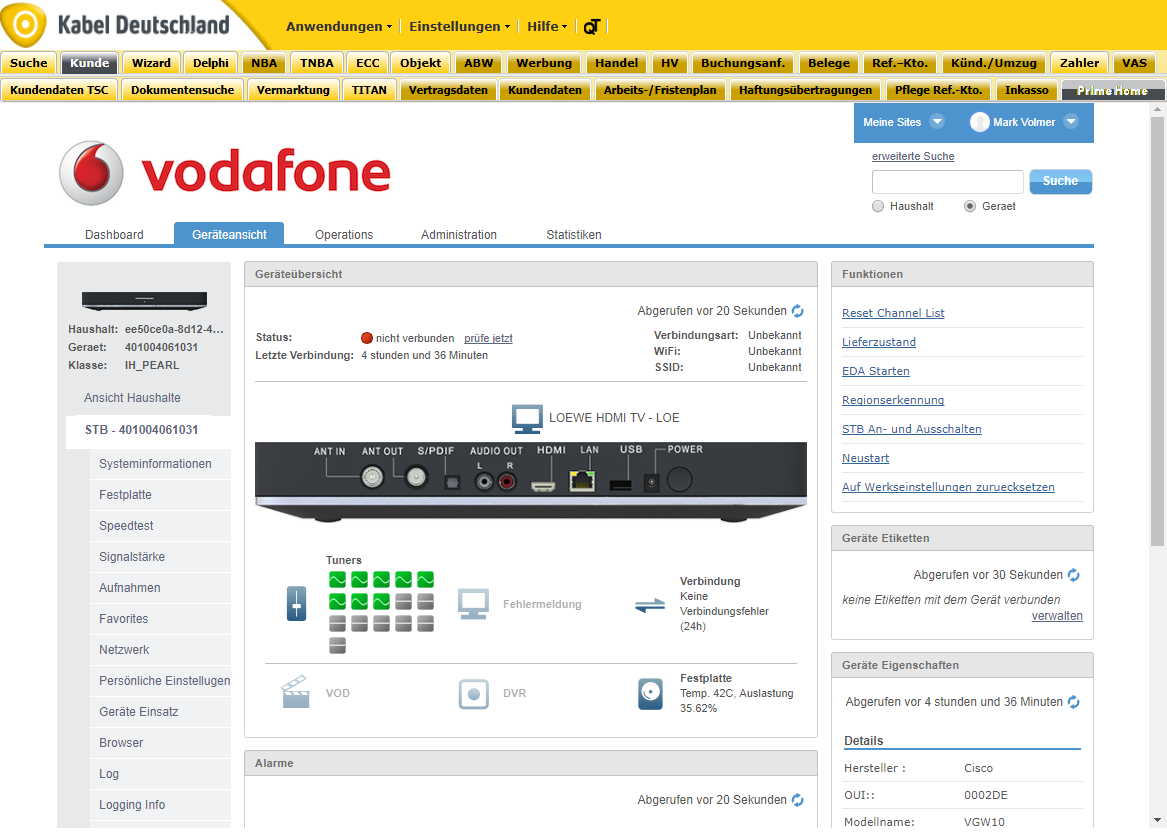 Kabel Deutschland
Anwendungen Einstellungen Hilfe QT
Suche Kunde Wizard Delphi NBA TNBA ECC Objekt ABW Werbung Handel HV Buchungsanf. Belege Ref.-Kto. Künd./Umzug Zahler VAS
Kundendaten TSC Dokumentensuche Vermarktung TITAN Vertragsdaten Kundendaten Arbeits-/Fristenplan Haftungsübertragungen Pflege Ref.-Kto. Inkasso Prime Home
Meine Sites Mark Volmer
vodafone
erweiterte Suche
Suche
Haushalt Geraet
Dashboard Geräteansicht Operations Administration Statistiken
Haushalt: ee50ce0a-8d12-4...
Geraet: 401004061031
Klasse: IH_PEARL
Ansicht Haushalte
STB - 401004061031
Systeminformationen
Festplatte
Speedtest
Signalstärke
Aufnahmen
Favorites
Netzwerk
Persönliche Einstellugen
Geräte Einsatz
Browser
Log
Logging Info
Geräteübersicht
Abgerufen vor 20 Sekunden
Status: nicht verbunden prüfe jetzt
Letzte Verbindung: 4 stunden und 36 Minuten
Verbindungsart: Unbekannt
WiFi: Unbekannt
SSID: Unbekannt
LOEWE HDMI TV - LOE
ANT IN ANT OUT S/PDIF AUDIO OUT HDMI LAN USB POWER
L R
Tuners
Fehlermeldung
Verbindung
Keine
Verbindungsfehler
(24h)
VOD
DVR
Festplatte
Temp. 42C, Auslastung
35.62%
Alarme
Abgerufen vor 20 Sekunden
Funktionen
Reset Channel List
Lieferzustand
EDA Starten
Regionserkennung
STB An- und Ausschalten
Neustart
Auf Werkseinstellungen zuruecksetzen
Geräte Etiketten
Abgerufen vor 30 Sekunden
keine Etiketten mit dem Gerät verbunden
verwalten
Geräte Eigenschaften
Abgerufen vor 4 stunden und 36 Minuten
Details
Hersteller : Cisco
OUI:: 0002DE
Modellname: VGW10